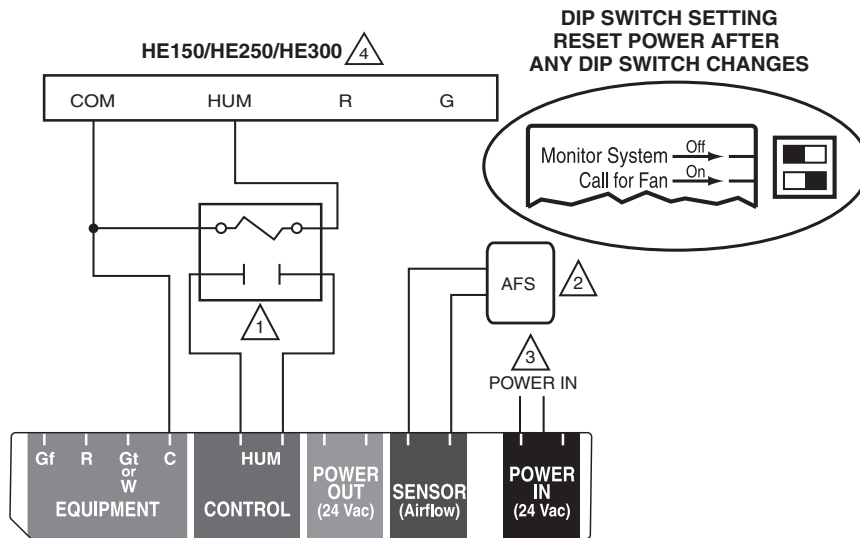 DIP SWITCH SETTING
RESET POWER AFTER
ANY DIP SWITCH CHANGES
HE150/HE250/HE300 4
COM HUM R G
Monitor System Off
Call for Fan On
AFS 2
1
3
POWER IN
Gf R Gt or W C
EQUIPMENT
HUM
CONTROL
POWER
OUT
(24 Vac)
SENSOR
(Airflow)
POWER
IN
(24 Vac)